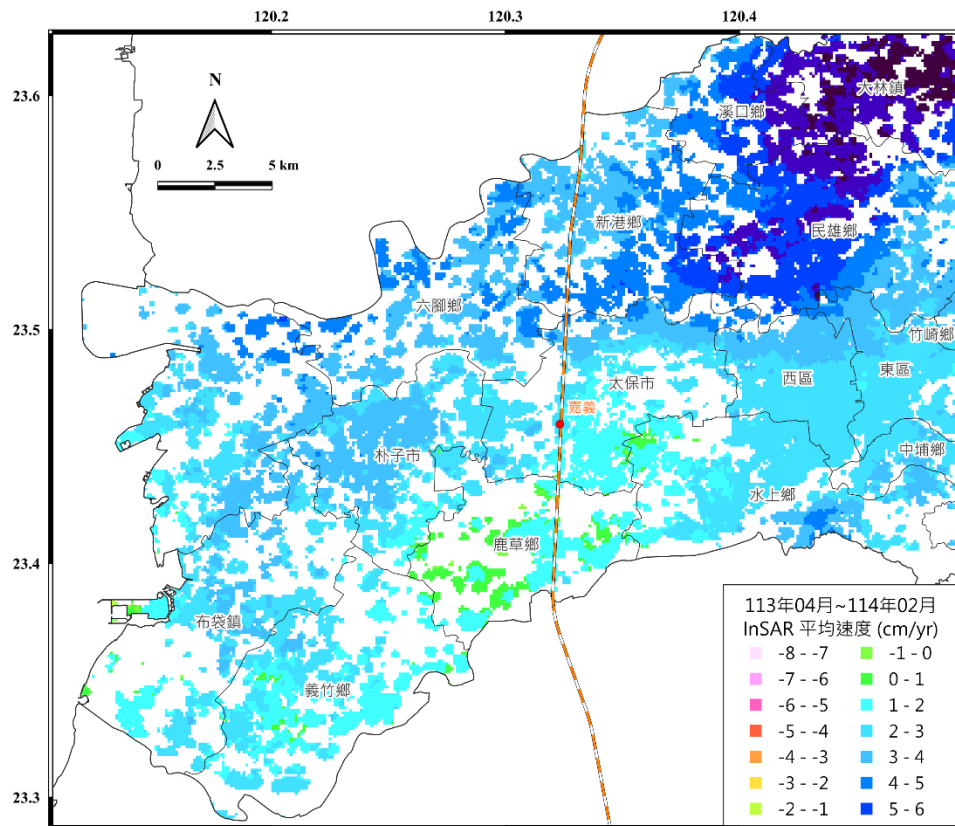 120.2 120.3 120.4
N
0 2.5 5 km
23.6
23.5
23.4
23.3
大林鎮
溪口鄉
新港鄉
民雄鄉
六腳鄉
竹崎鄉
東區
西區
太保市
嘉義
中埔鄉
朴子市
水上鄉
鹿草鄉
布袋鎮
義竹鄉
113年04月~114年02月
InSAR 平均速度 (cm/yr)
-8 - -7 -1 - 0
-7 - -6 0 - 1
-6 - -5 1 - 2
-5 - -4 2 - 3
-4 - -3 3 - 4
-3 - -2 4 - 5
-2 - -1 5 - 6